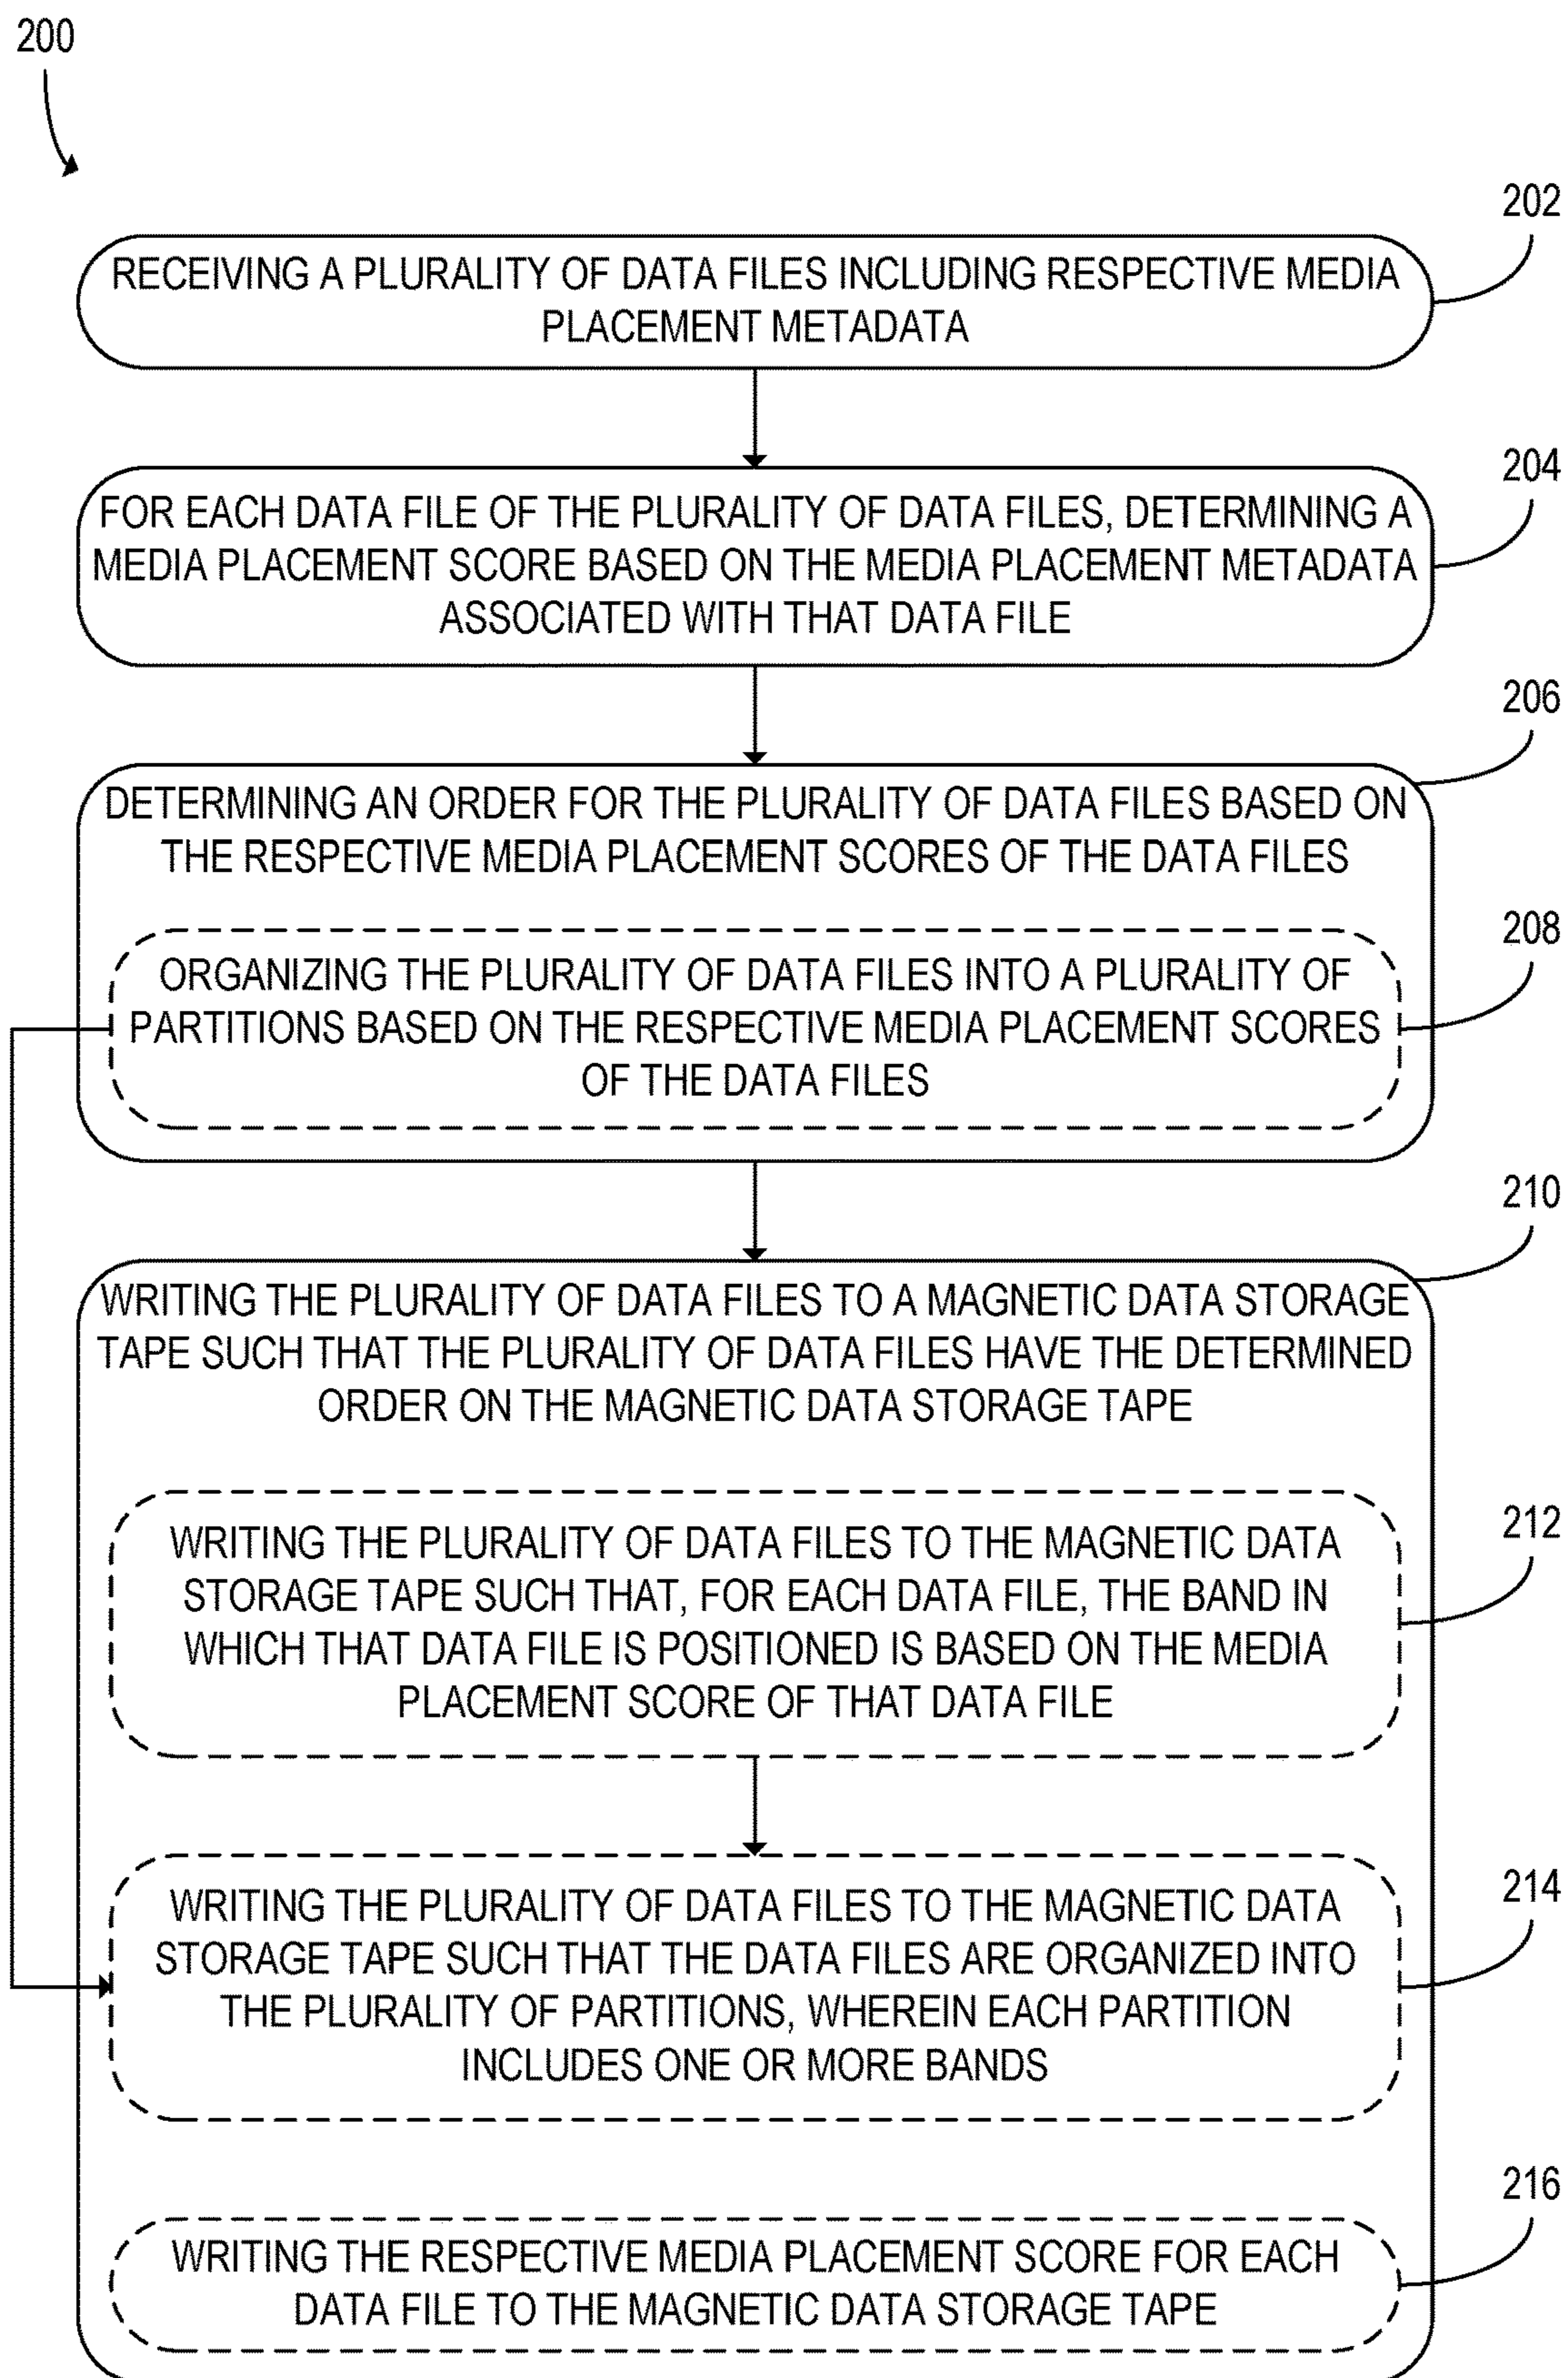 200
202
RECEIVING A PLURALITY OF DATA FILES INCLUDING RESPECTIVE MEDIA
PLACEMENT METADATA
204
FOR EACH DATA FILE OF THE PLURALITY OF DATA FILES, DETERMINING A
MEDIA PLACEMENT SCORE BASED ON THE MEDIA PLACEMENT METADATA
ASSOCIATED WITH THAT DATA FILE
206
DETERMINING AN ORDER FOR THE PLURALITY OF DATA FILES BASED ON
THE RESPECTIVE MEDIA PLACEMENT SCORES OF THE DATA FILES
208
ORGANIZING THE PLURALITY OF DATA FILES INTO A PLURALITY OF
PARTITIONS BASED ON THE RESPECTIVE MEDIA PLACEMENT SCORES
OF THE DATA FILES
210
WRITING THE PLURALITY OF DATA FILES TO A MAGNETIC DATA STORAGE
TAPE SUCH THAT THE PLURALITY OF DATA FILES HAVE THE DETERMINED
ORDER ON THE MAGNETIC DATA STORAGE TAPE
212
WRITING THE PLURALITY OF DATA FILES TO THE MAGNETIC DATA
STORAGE TAPE SUCH THAT, FOR EACH DATA FILE, THE BAND IN
WHICH THAT DATA FILE IS POSITIONED IS BASED ON THE MEDIA
PLACEMENT SCORE OF THAT DATA FILE
214
WRITING THE PLURALITY OF DATA FILES TO THE MAGNETIC DATA
STORAGE TAPE SUCH THAT THE DATA FILES ARE ORGANIZED INTO
THE PLURALITY OF PARTITIONS, WHEREIN EACH PARTITION
INCLUDES ONE OR MORE BANDS
216
WRITING THE RESPECTIVE MEDIA PLACEMENT SCORE FOR EACH
DATA FILE TO THE MAGNETIC DATA STORAGE TAPE